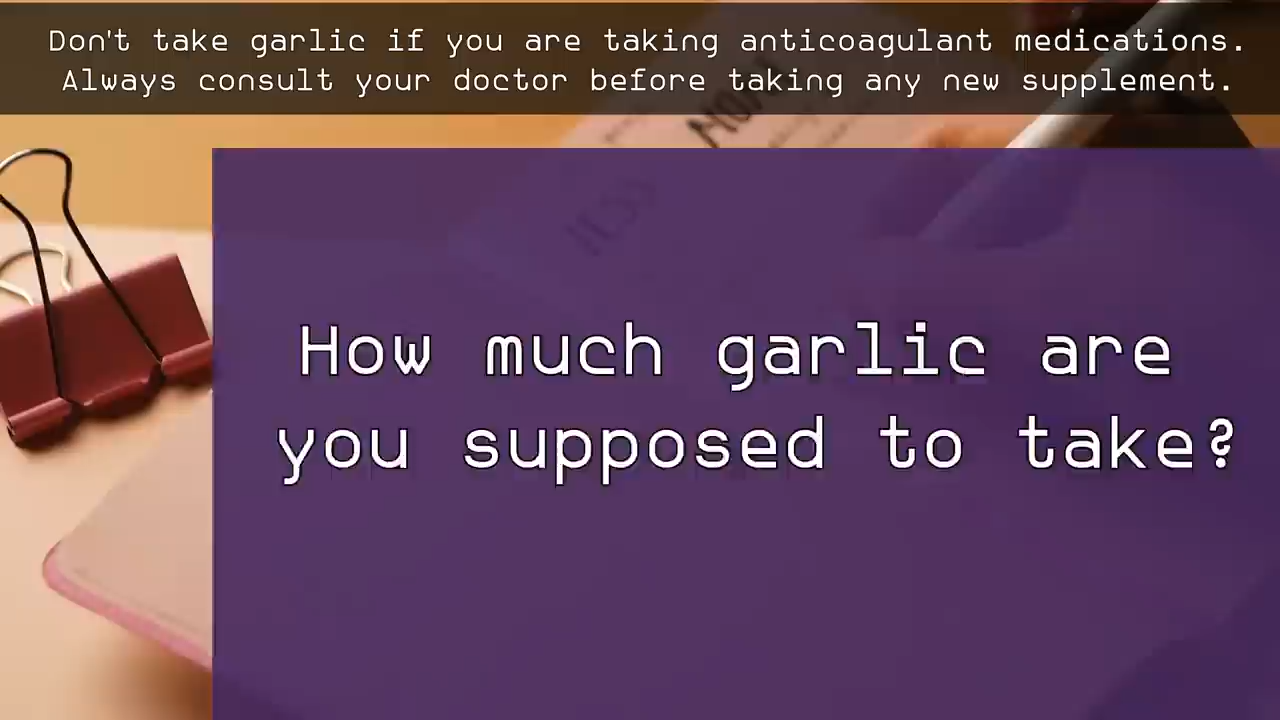 Don't take garlic if you are taking anticoagulant medications.
Always consult your doctor before taking any new supplement.
How much garlic are
you supposed to take?